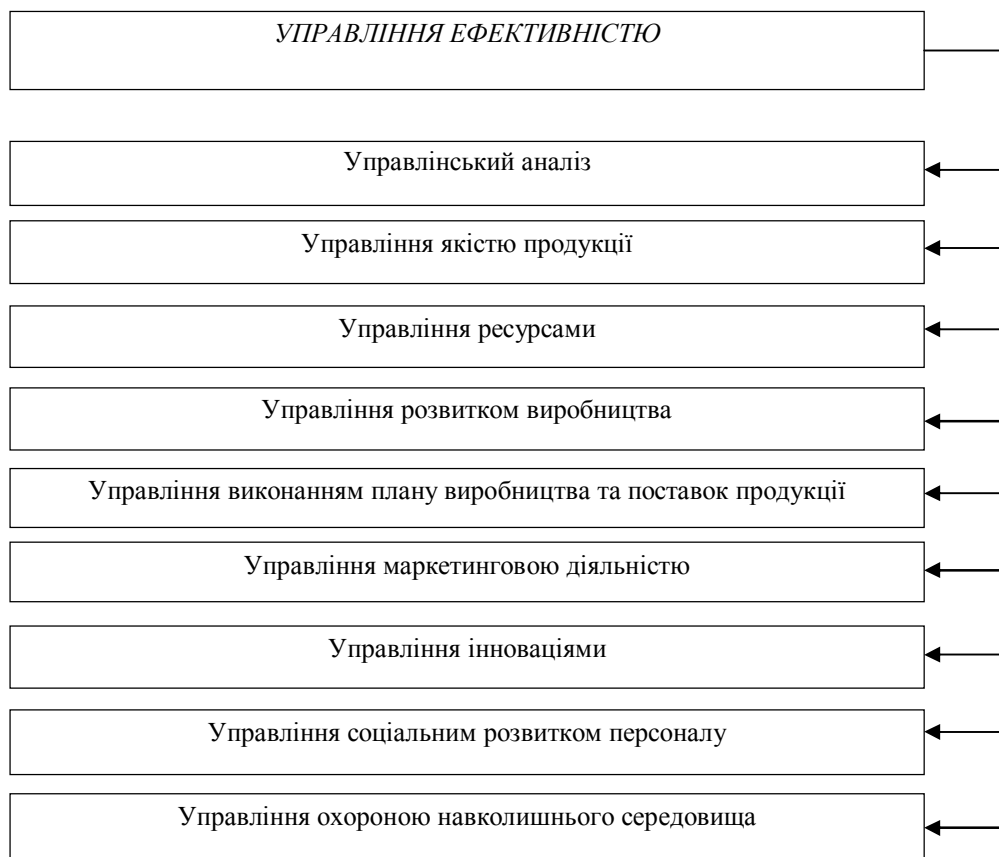 УПРАВЛІННЯ ЕФЕКТИВНІСТЮ
Управлінський аналіз
Управління якістю продукції
Управління ресурсами
Управління розвитком виробництва
Управління виконанням плану виробництва та поставок продукції
Управління маркетинговою діяльністю
Управління інноваціями
Управління соціальним розвитком персоналу
Управління охороною навколишнього середовища